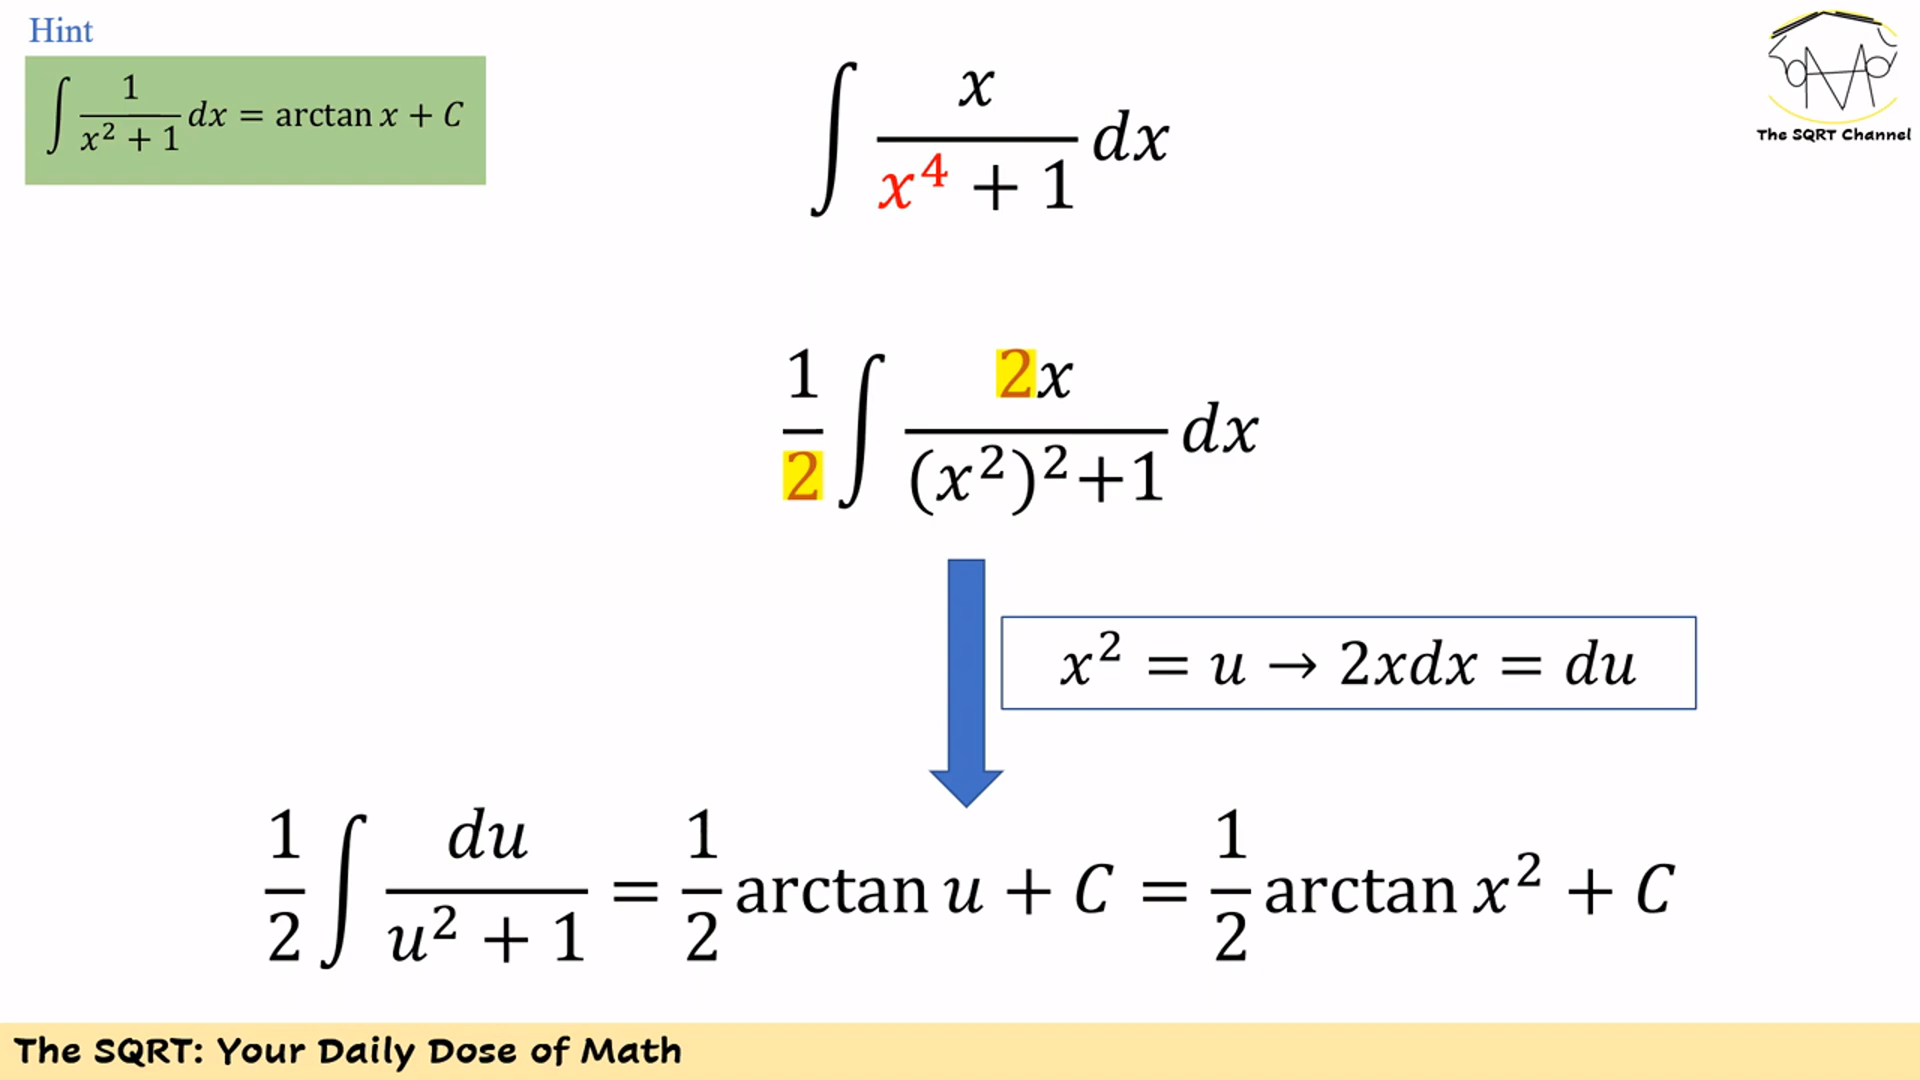 Hint
∫ 1/(x² + 1) dx = arctan x + C
∫ x/(x⁴ + 1) dx
The SQRT Channel
1/2 ∫ 2x/((x²)²+1) dx
x² = u → 2xdx = du
1/2 ∫ du/(u² + 1) = 1/2 arctan u + C = 1/2 arctan x² + C
The SQRT: Your Daily Dose of Math